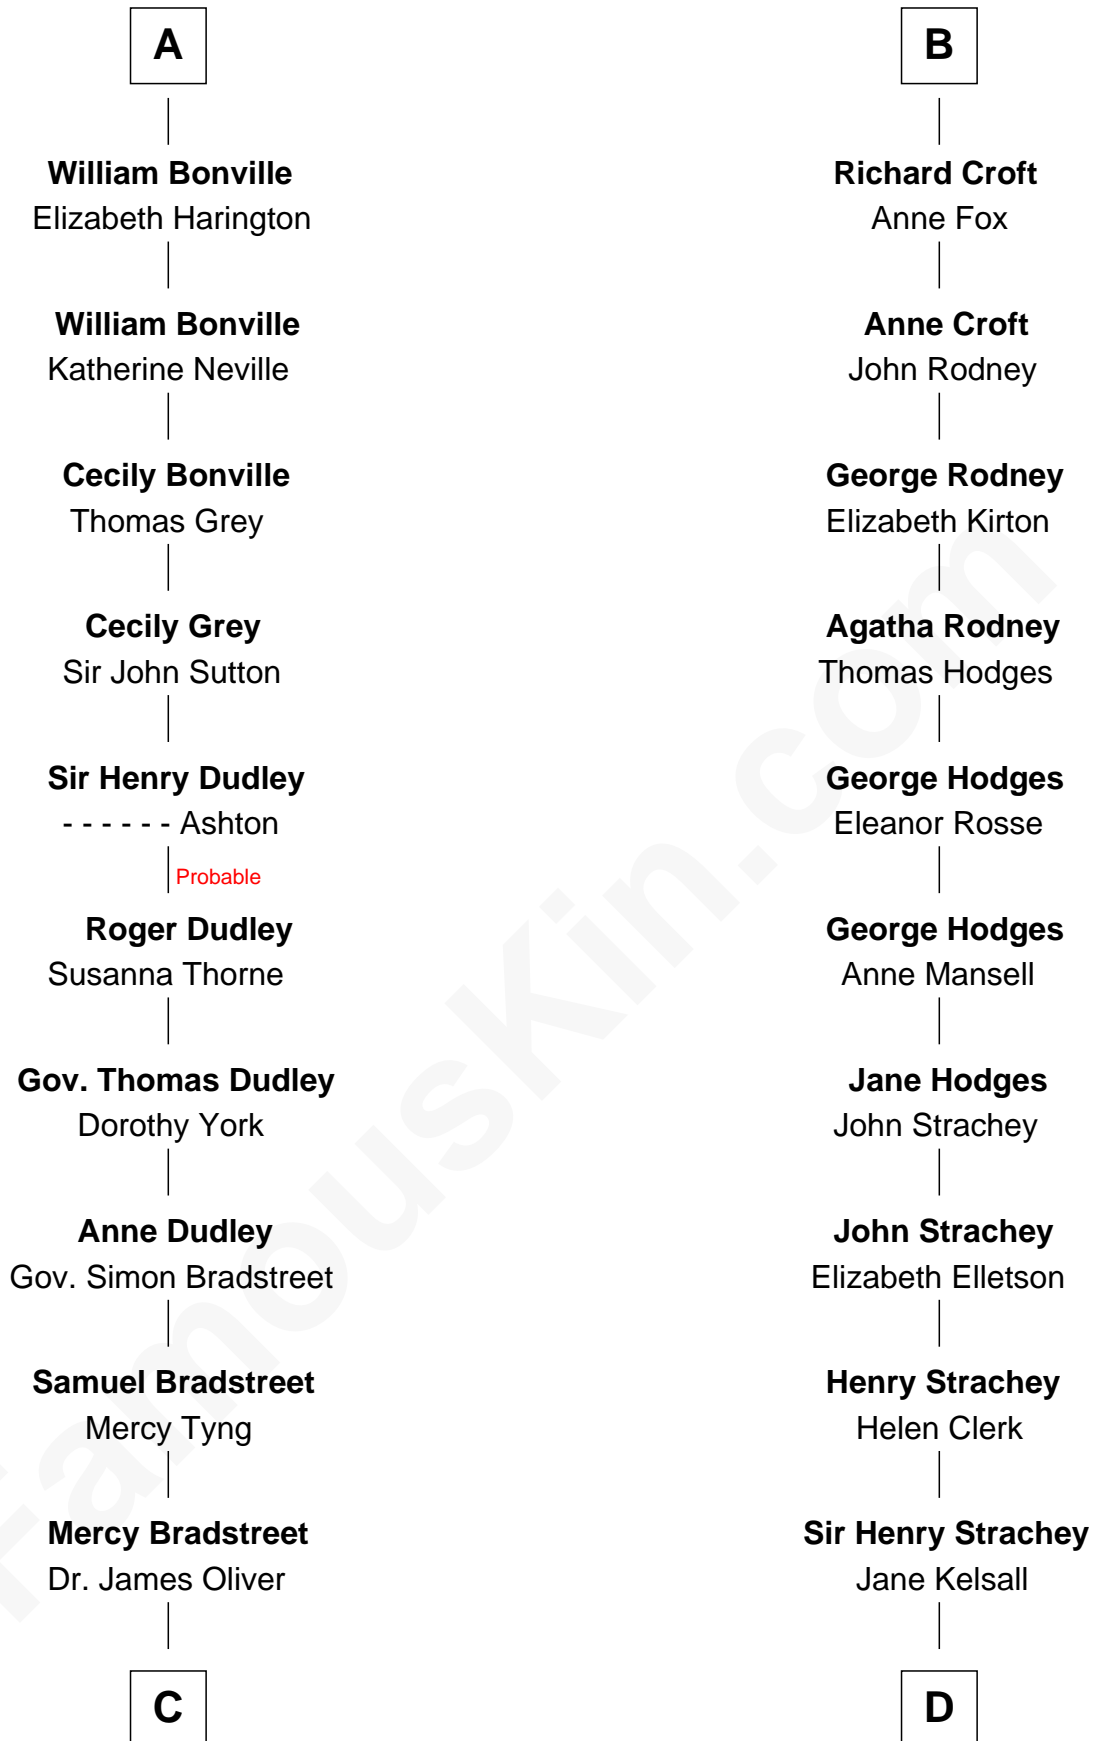 A
William Bonville
Elizabeth Harington
William Bonville
Katherine Neville
Cecily Bonville
Thomas Grey
Cecily Grey
Sir John Sutton
Sir Henry Dudley
- - - - - - Ashton
Probable
Roger Dudley
Susanna Thorne
Gov. Thomas Dudley
Dorothy York
Anne Dudley
Gov. Simon Bradstreet
Samuel Bradstreet
Mercy Tyng
Mercy Bradstreet
Dr. James Oliver
C
B
Richard Croft
Anne Fox
Anne Croft
John Rodney
George Rodney
Elizabeth Kirton
Agatha Rodney
Thomas Hodges
George Hodges
Eleanor Rosse
George Hodges
Anne Mansell
Jane Hodges
John Strachey
John Strachey
Elizabeth Elletson
Henry Strachey
Helen Clerk
Sir Henry Strachey
Jane Kelsall
D
FamousKin.com